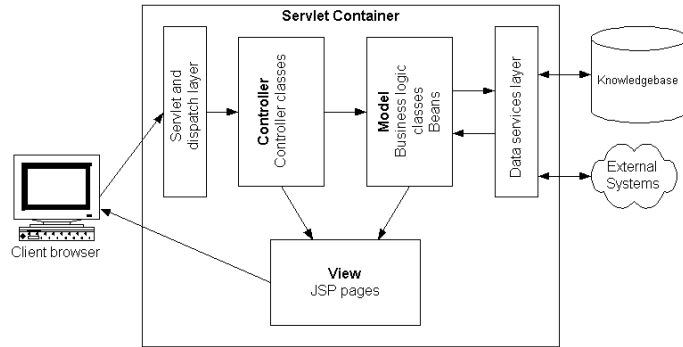 Servlet Container
Servlet and
dispatch layer
Controller
Controller classes
Model
Business logic
classes
Beans
Data services layer
Knowledgebase
External
Systems
Client browser
View
JSP pages